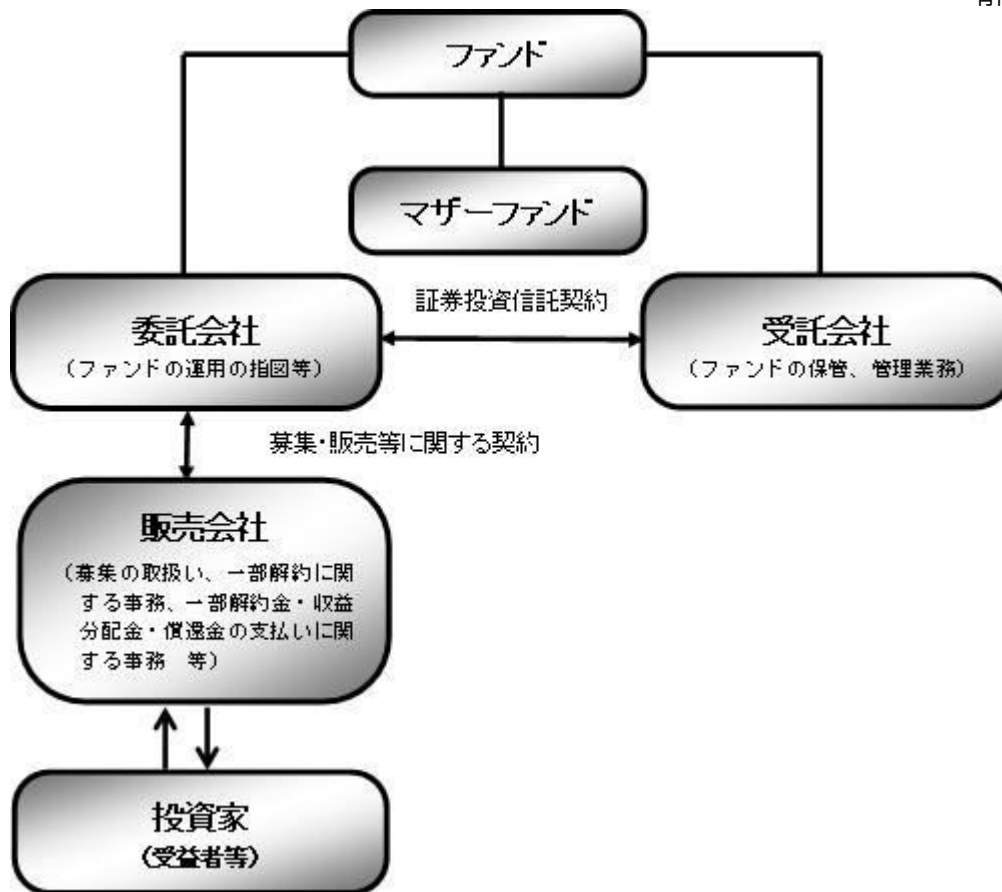 ファンド
マザーファンド
証券投資信託契約
委託会社
（ファンドの運用の指図等）
受託会社
（ファンドの保管、管理業務）
募集・販売等に関する契約
販売会社
（募集の取扱い、一部解約に関
する事務、一部解約金・収益
分配金・償還金の支払いに関
する事務　等）
投資家
（受益者等）